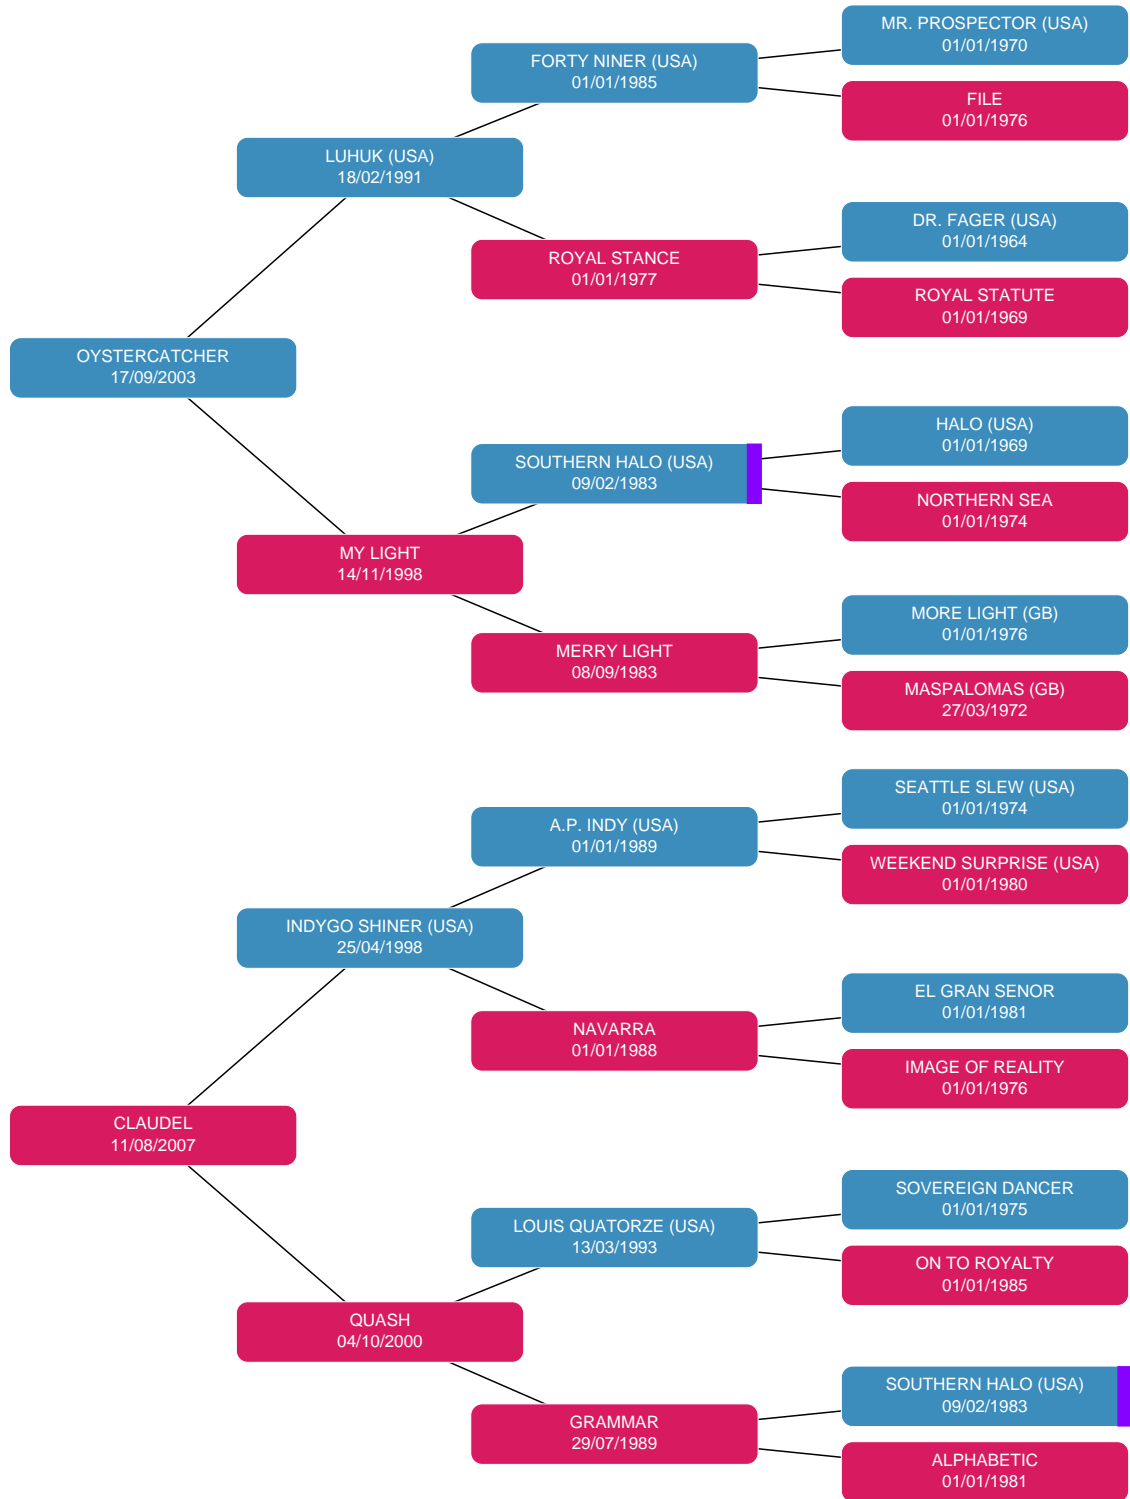 MR. PROSPECTOR (USA)
01/01/1970
FORTY NINER (USA)
01/01/1985
FILE
01/01/1976
LUHUK (USA)
18/02/1991
DR. FAGER (USA)
01/01/1964
ROYAL STANCE
01/01/1977
ROYAL STATUTE
01/01/1969
OYSTERCATCHER
17/09/2003
HALO (USA)
01/01/1969
SOUTHERN HALO (USA)
09/02/1983
NORTHERN SEA
01/01/1974
MY LIGHT
14/11/1998
MORE LIGHT (GB)
01/01/1976
MERRY LIGHT
08/09/1983
MASPALOMAS (GB)
27/03/1972
SEATTLE SLEW (USA)
01/01/1974
A.P. INDY (USA)
01/01/1989
WEEKEND SURPRISE (USA)
01/01/1980
INDYGO SHINER (USA)
25/04/1998
EL GRAN SENOR
01/01/1981
NAVARRA
01/01/1988
IMAGE OF REALITY
01/01/1976
CLAUDEL
11/08/2007
SOVEREIGN DANCER
01/01/1975
LOUIS QUATORZE (USA)
13/03/1993
ON TO ROYALTY
01/01/1985
QUASH
04/10/2000
SOUTHERN HALO (USA)
09/02/1983
GRAMMAR
29/07/1989
ALPHABETIC
01/01/1981